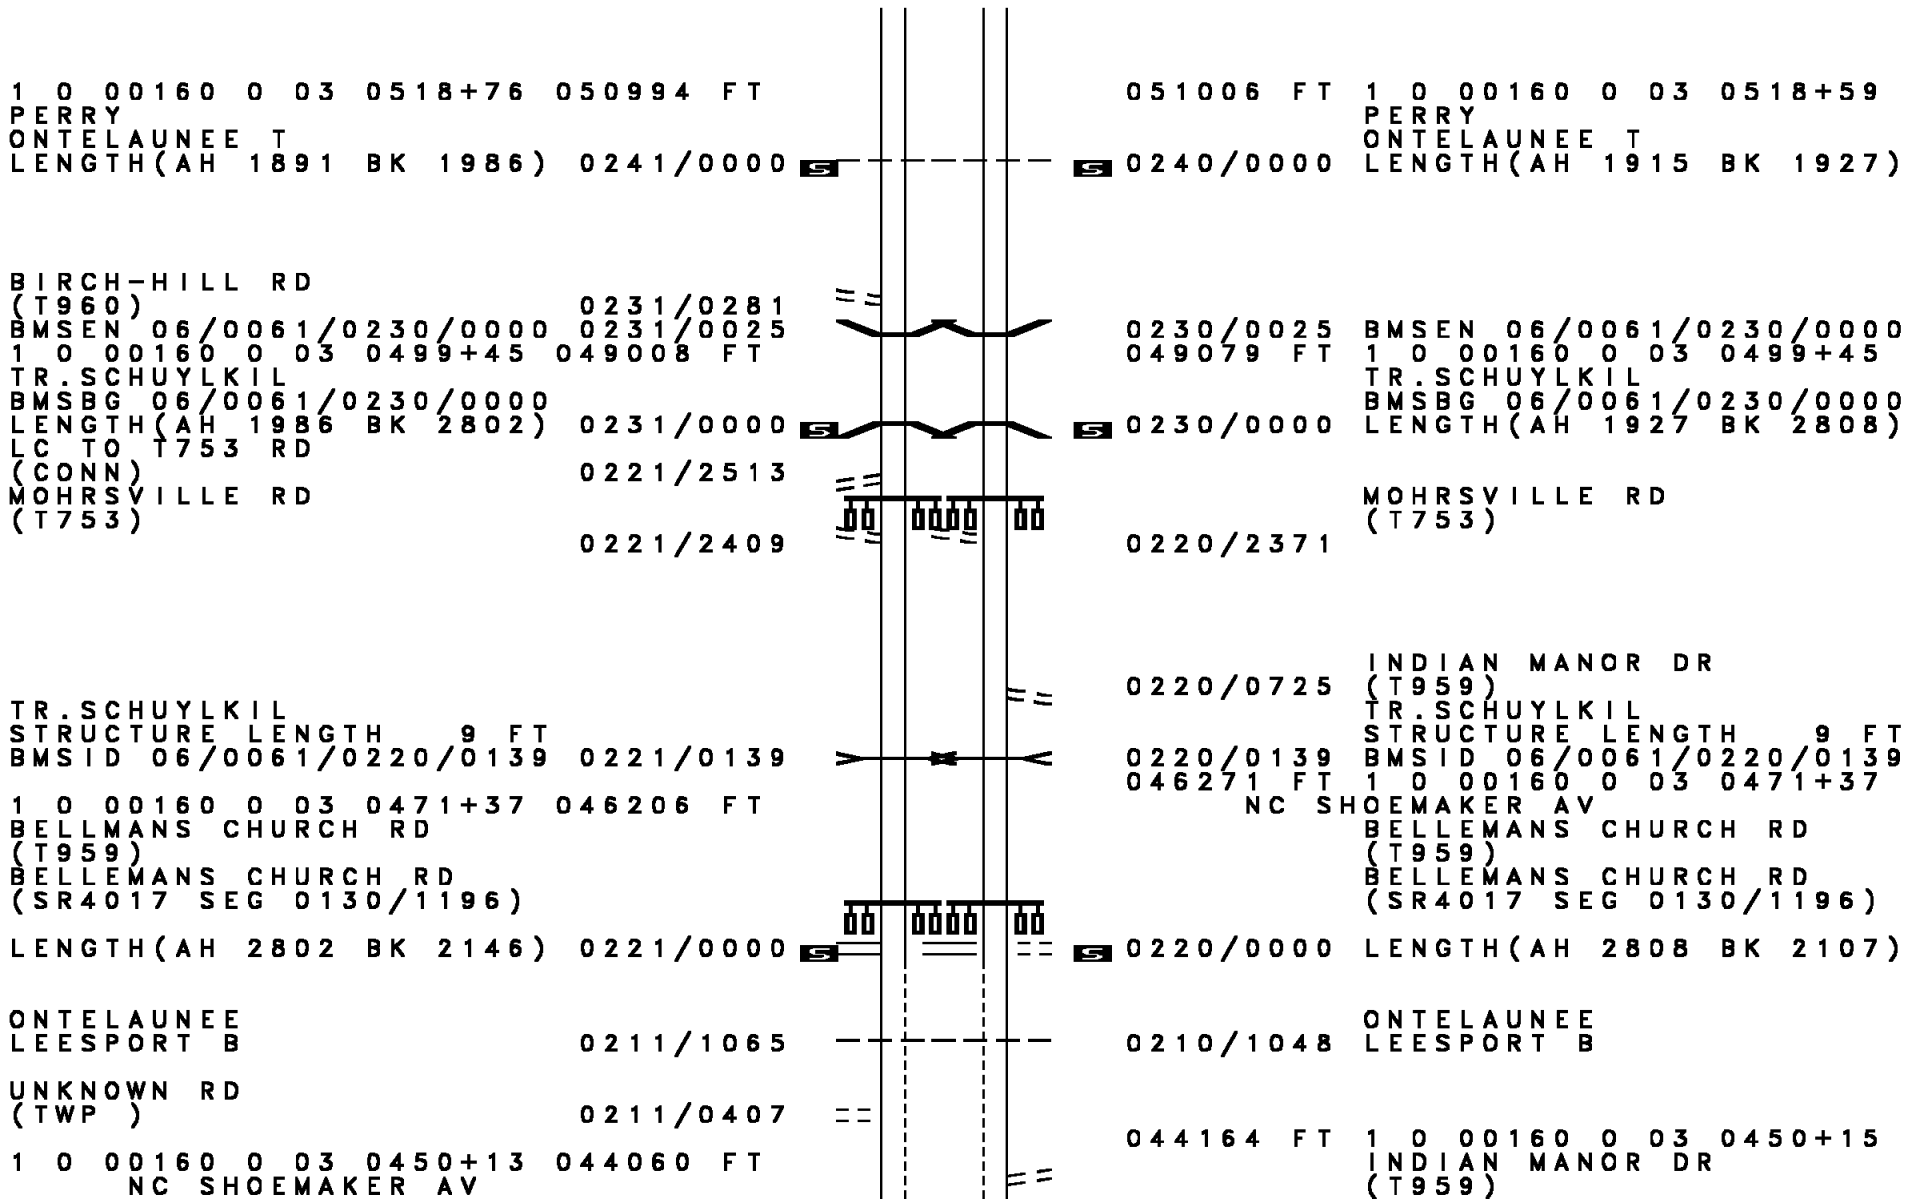 1 0 00160 0 03 0518+76 050994 FT 051006 FT 1 0 00160 0 03 0518+59
PERRY PERRY
ONTELAUNEE T ONTELAUNEE T
LENGTH(AH 1891 BK 1986) 0241/0000 S S 0240/0000 LENGTH(AH 1915 BK 1927)
BIRCH-HILL RD
(T960) 0231/0281
BMSEN 06/0061/0230/0000 0231/0025 0230/0025 BMSEN 06/0061/0230/0000
1 0 00160 0 03 0499+45 049008 FT 049079 FT 1 0 00160 0 03 0499+45
TR.SCHUYLKIL TR.SCHUYLKIL
BMSBG 06/0061/0230/0000 BMSBG 06/0061/0230/0000
LENGTH(AH 1986 BK 2802) 0231/0000 S S 0230/0000 LENGTH(AH 1927 BK 2808)
LC TO T753 RD
(CONN) 0221/2513
MOHRSVILLE RD MOHRSVILLE RD
(T753) (T753)
0221/2409 0220/2371
INDIAN MANOR DR
0220/0725 (T959)
TR.SCHUYLKIL TR.SCHUYLKIL
STRUCTURE LENGTH 9 FT STRUCTURE LENGTH 9 FT
BMSID 06/0061/0220/0139 0221/0139 0220/0139 BMSID 06/0061/0220/0139
046271 FT 1 0 00160 0 03 0471+37
1 0 00160 0 03 0471+37 046206 FT NC SHOEMAKER AV
BELLMANS CHURCH RD BELLEMANS CHURCH RD
(T959) (T959)
BELLEMANS CHURCH RD BELLEMANS CHURCH RD
(SR4017 SEG 0130/1196) (SR4017 SEG 0130/1196)
LENGTH(AH 2802 BK 2146) 0221/0000 S S 0220/0000 LENGTH(AH 2808 BK 2107)
ONTELAUNEE ONTELAUNEE
LEESPORT B 0211/1065 0210/1048 LEESPORT B
UNKNOWN RD
(TWP ) 0211/0407
044164 FT 1 0 00160 0 03 0450+15
1 0 00160 0 03 0450+13 044060 FT INDIAN MANOR DR
NC SHOEMAKER AV (T959)